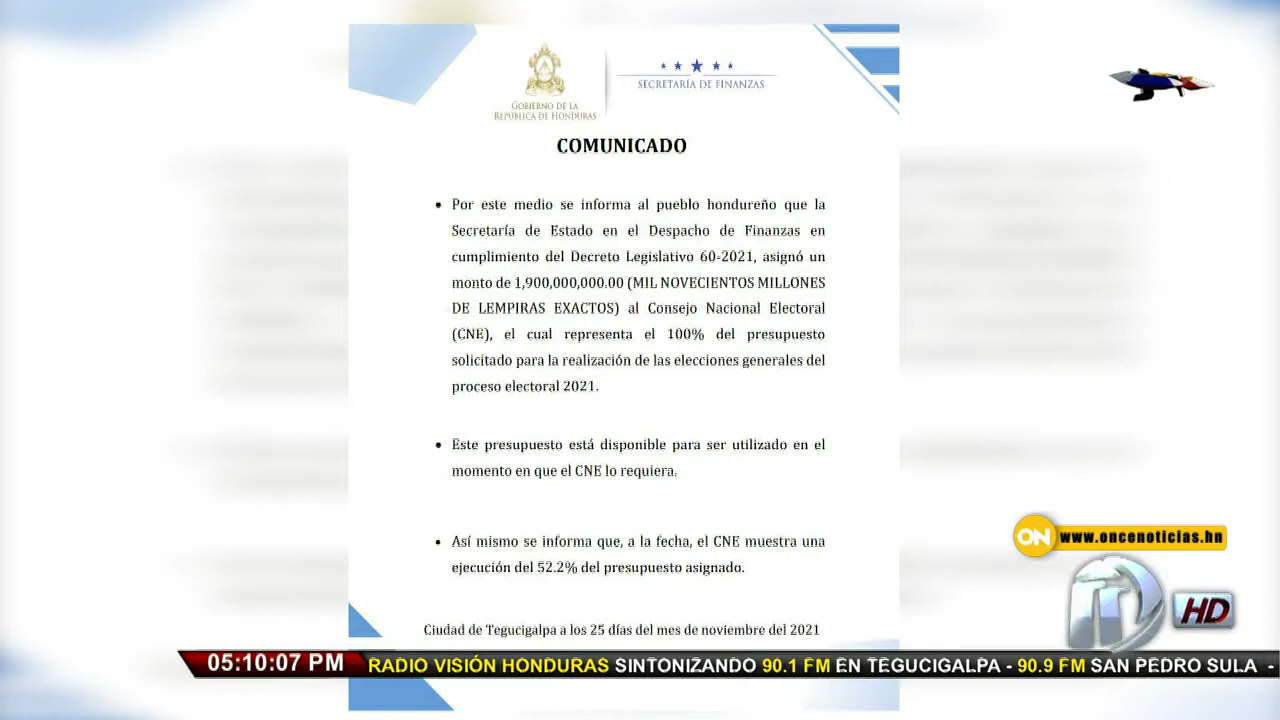 GOBIERNO DE LA
REPÚBLICA DE HONDURAS
SECRETARÍA DE FINANZAS
COMUNICADO
• Por este medio se informa al pueblo hondureño que la
Secretaría de Estado en el Despacho de Finanzas en
cumplimiento del Decreto Legislativo 60-2021, asignó un
monto de 1,900,000,000.00 (MIL NOVECIENTOS MILLONES
DE LEMPIRAS EXACTOS) al Consejo Nacional Electoral
(CNE), el cual representa el 100% del presupuesto
solicitado para la realización de las elecciones generales del
proceso electoral 2021.
• Este presupuesto está disponible para ser utilizado en el
momento en que el CNE lo requiera.
• Así mismo se informa que, a la fecha, el CNE muestra una
ejecución del 52.2% del presupuesto asignado.
Ciudad de Tegucigalpa a los 25 días del mes de noviembre del 2021
ON www.oncenoticias.hn
HD
05:10:07 PM RADIO VISIÓN HONDURAS SINTONIZANDO 90.1 FM EN TEGUCIGALPA - 90.9 FM SAN PEDRO SULA -